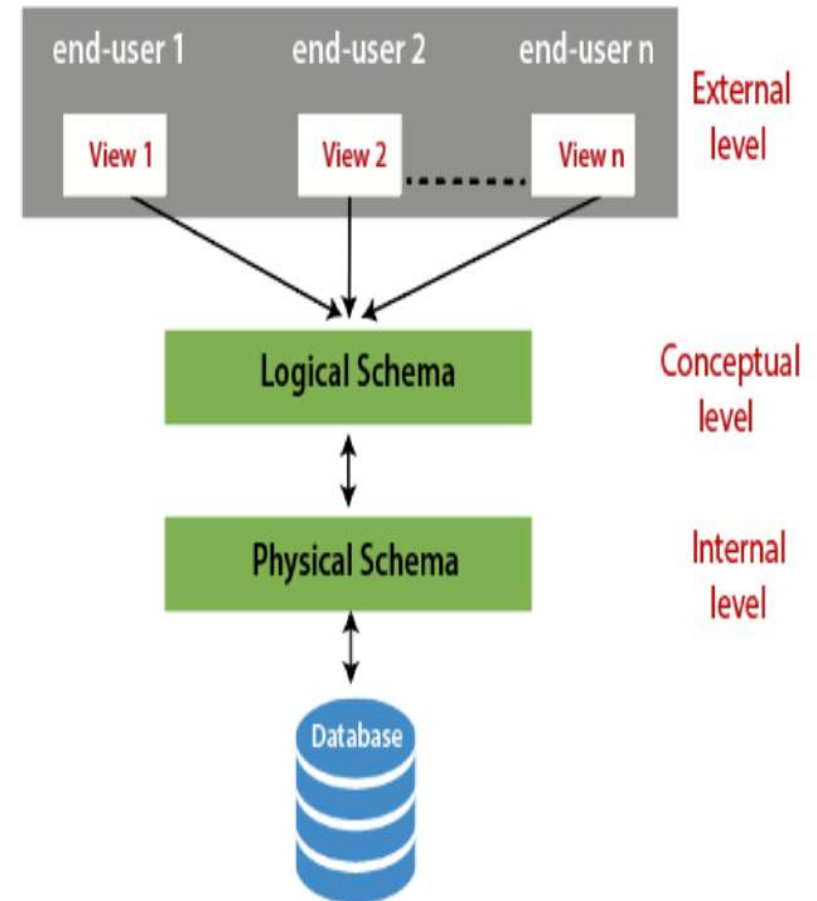 end-user 1
end-user 2
end-user n
View 1
View 2
View n
External
level
Logical Schema
Conceptual
level
Physical Schema
Internal
level
Database